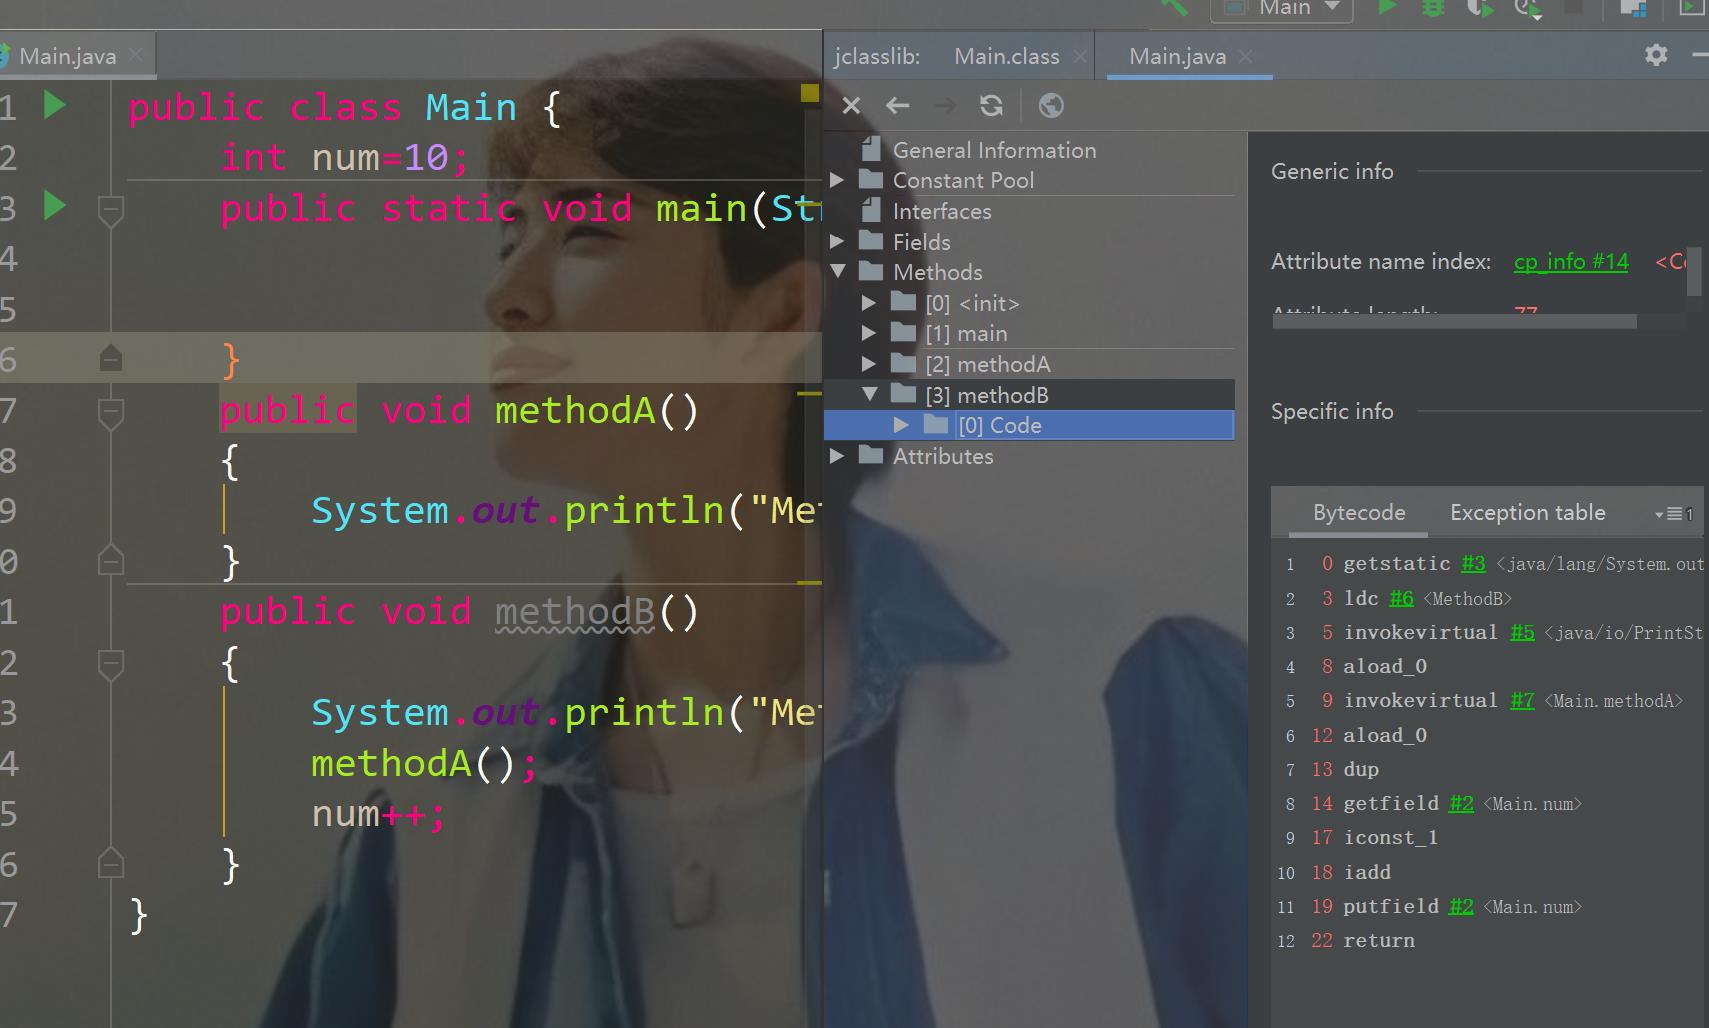 Main
Main.java
1 public class Main {
2 int num=10;
3 public static void main(
4
5
6 }
7 public void methodA()
8 {
9 System.out.println("
0 }
1 public void methodB()
2 {
3 System.out.println("
4 methodA();
5 num++;
6 }
7 }
jclasslib: Main.class Main.java
General Information
Constant Pool
Interfaces
Fields
Methods
[0] <init>
[1] main
[2] methodA
[3] methodB
[0] Code
Attributes
Generic info
Attribute name index: cp_info #14
Attribute length: 77
Specific info
Bytecode Exception table 1
1 0 getstatic #3 <java/lang/System.out
2 3 ldc #6 <MethodB>
3 5 invokevirtual #5 <java/io/PrintSt
4 8 aload_0
5 9 invokevirtual #7 <Main.methodA>
6 12 aload_0
7 13 dup
8 14 getfield #2 <Main.num>
9 17 iconst_1
10 18 iadd
11 19 putfield #2 <Main.num>
12 22 return